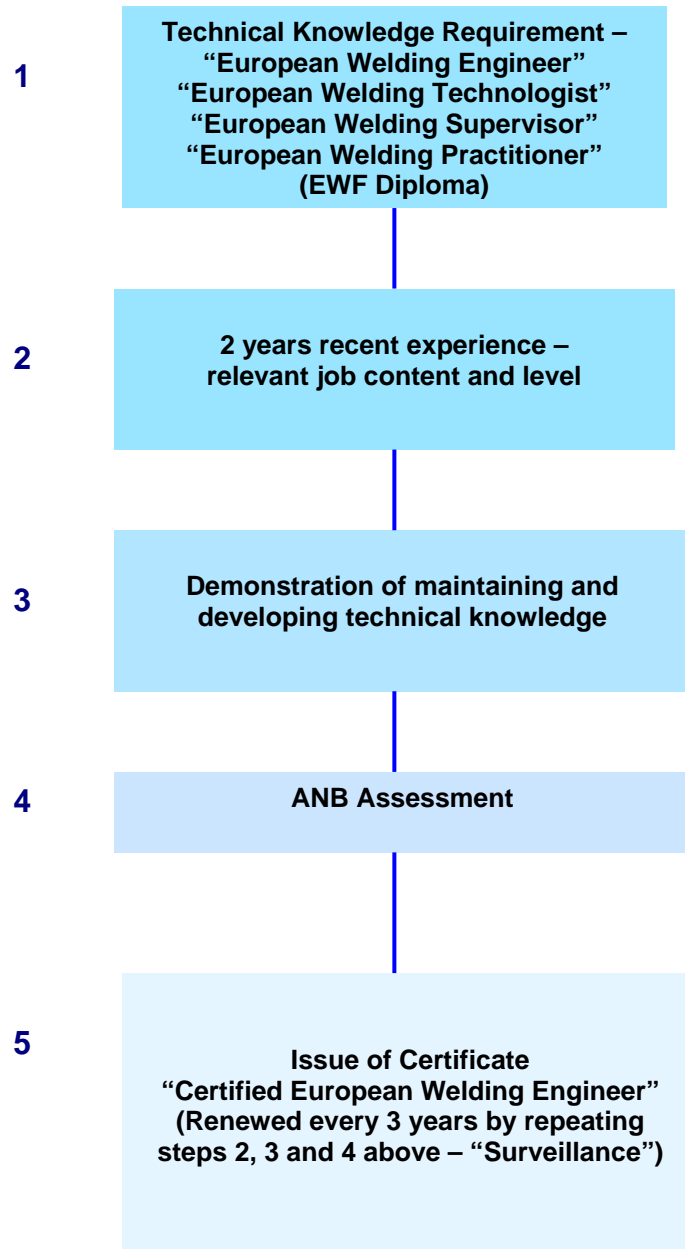 1
Technical Knowledge Requirement –
“European Welding Engineer”
“European Welding Technologist”
“European Welding Supervisor”
“European Welding Practitioner”
(EWF Diploma)
2
2 years recent experience –
relevant job content and level
3
Demonstration of maintaining and
developing technical knowledge
4
ANB Assessment
5
Issue of Certificate
“Certified European Welding Engineer”
(Renewed every 3 years by repeating
steps 2, 3 and 4 above – “Surveillance”)